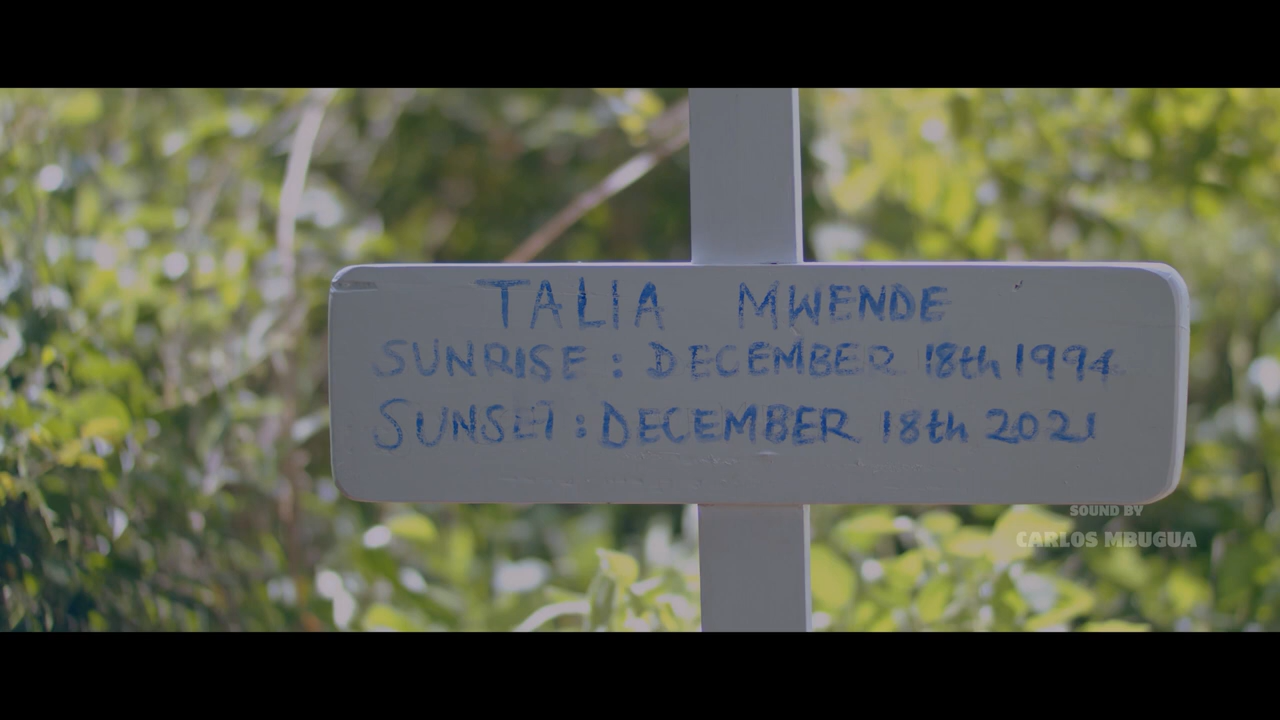 TALIA MWENDE
SUNRISE : DECEMBER 18th 1994
SUNSET : DECEMBER 18th 2021
SOUND BY
CARLOS MBUGUA